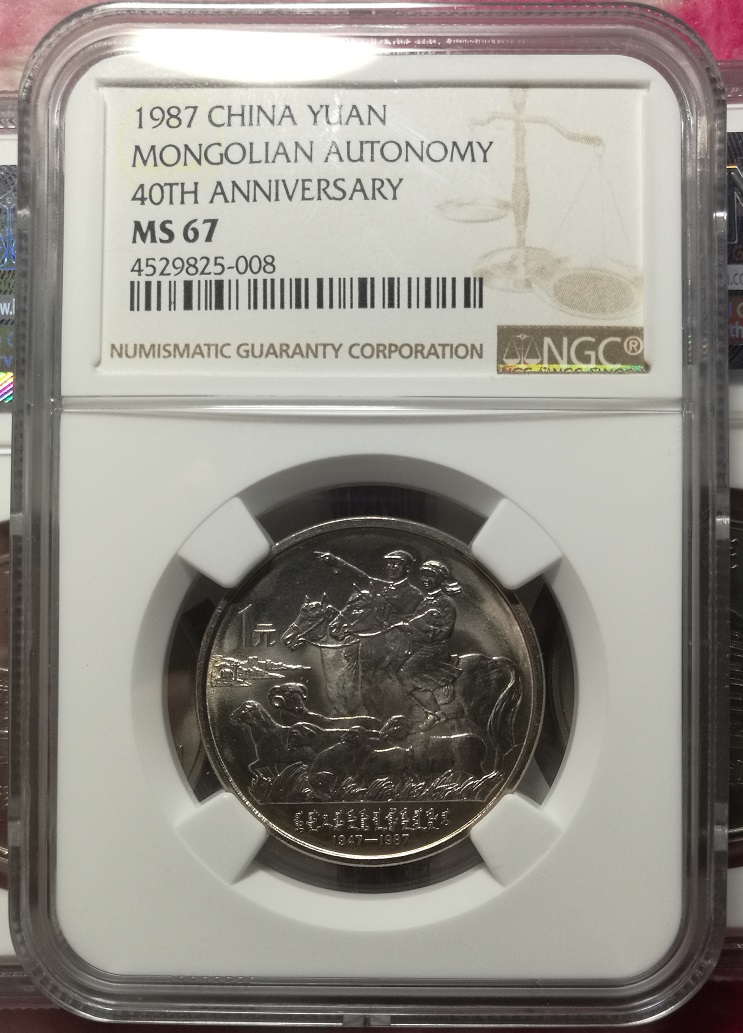 1987 CHINA YUAN
MONGOLIAN AUTONOMY
40TH ANNIVERSARY
MS 67
4529825-008
NUMISMATIC GUARANTY CORPORATION
NGC®
1元
1947—1987